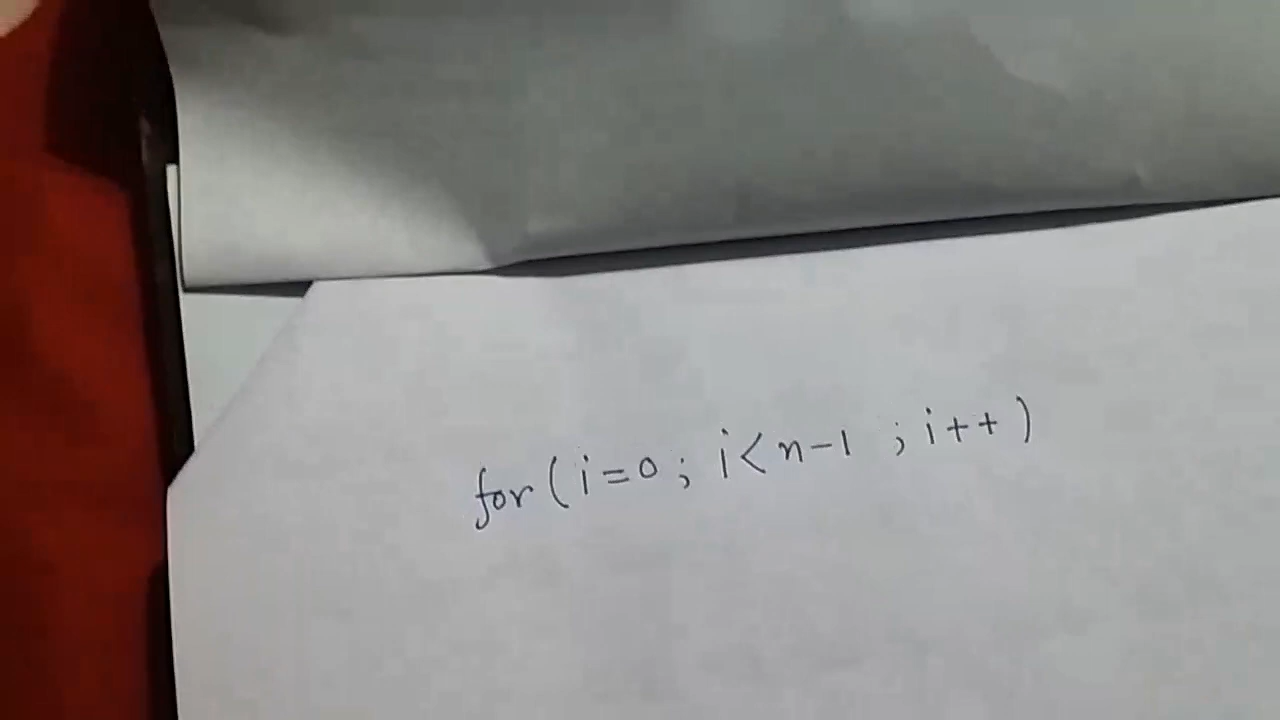 for (i=0; i<n-1 ; i++)